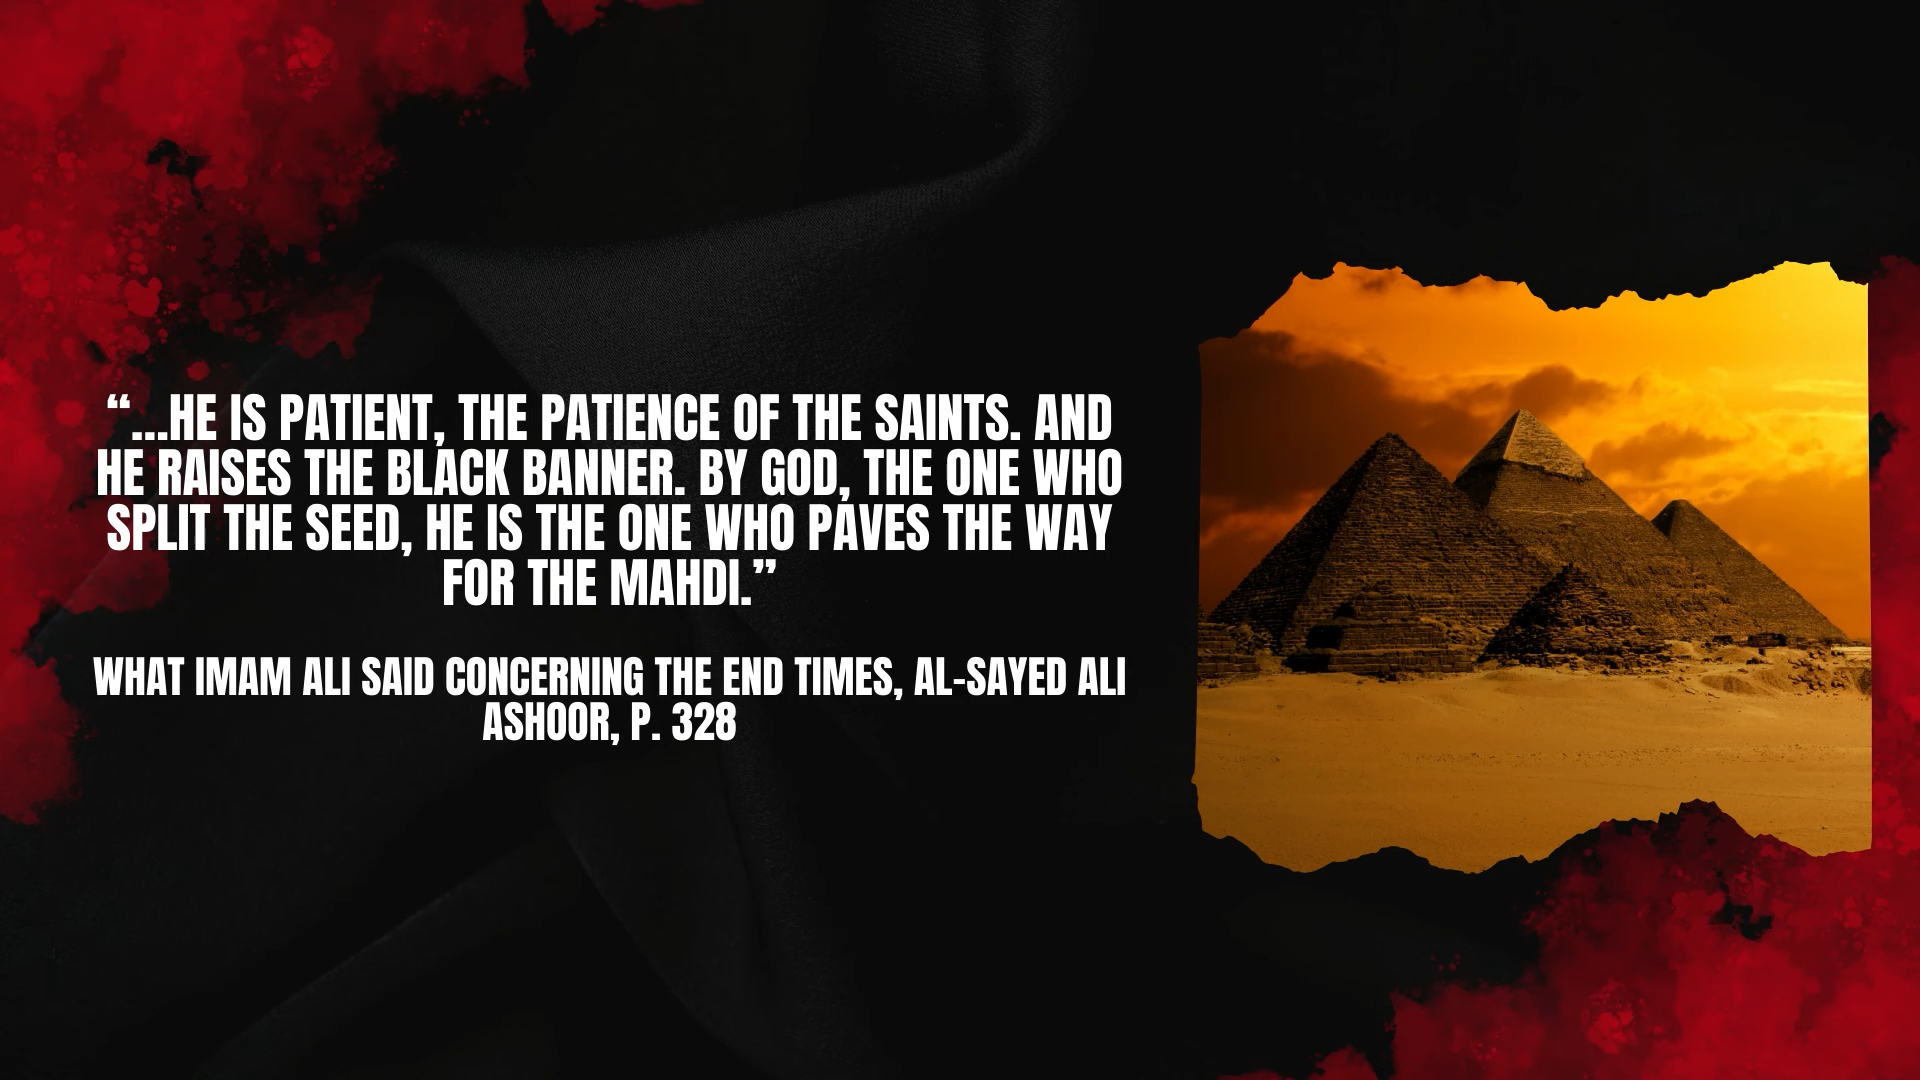 “...HE IS PATIENT, THE PATIENCE OF THE SAINTS. AND
HE RAISES THE BLACK BANNER. BY GOD, THE ONE WHO
SPLIT THE SEED, HE IS THE ONE WHO PAVES THE WAY
FOR THE MAHDI.”
WHAT IMAM ALI SAID CONCERNING THE END TIMES, AL-SAYED ALI
ASHOOR, P. 328